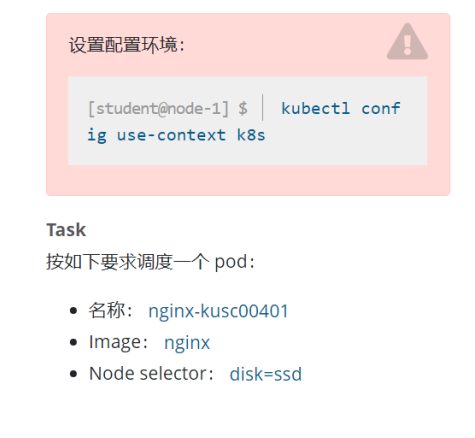 设置配置环境：
[student@node-1] $ │ kubectl conf
ig use-context k8s
Task
按如下要求调度一个 pod：
• 名称： nginx-kusc00401
• Image： nginx
• Node selector： disk=ssd